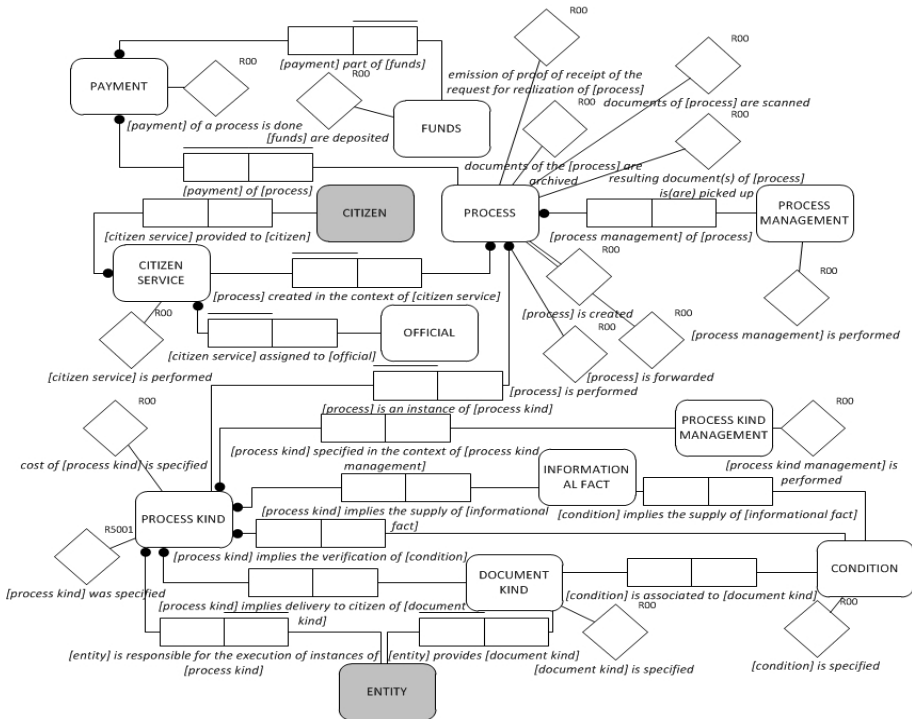 R00
R00
[payment] part of [funds]
PAYMENT
R00
emission of proof of receipt of the
request for realization of [process]
R00
documents of [process] are scanned
[payment] of a process is done
FUNDS
R00
R00
[funds] are deposited
documents of the [process] are
archived
resulting document(s) of [process]
is(are) picked up
[payment] of [process]
CITIZEN
PROCESS
PROCESS
MANAGEMENT
[citizen service] provided to [citizen]
[process management] of [process]
CITIZEN
SERVICE
R00
R00
[process] created in the context of [citizen service]
[process] is created
R00
OFFICIAL
R00
R00
[process management] is performed
[citizen service] assigned to [official]
[citizen service] is performed
[process] is forwarded
[process] is performed
[process] is an instance of [process kind]
R00
PROCESS KIND
MANAGEMENT
R00
cost of [process kind] is specified
[process kind] specified in the context of [process kind
management]
[process kind management] is
performed
INFORMATION
AL FACT
PROCESS KIND
[process kind] implies the supply of [informational
fact]
[condition] implies the supply of [informational fact]
R5001
[process kind] implies the verification of [condition]
DOCUMENT
KIND
CONDITION
[process kind] was specified
[process kind] implies delivery to citizen of [document
kind]
[condition] is associated to [document kind]
R00
R00
[entity] is responsible for the execution of instances of
[process kind]
[entity] provides [document kind]
[document kind] is specified
[condition] is specified
ENTITY